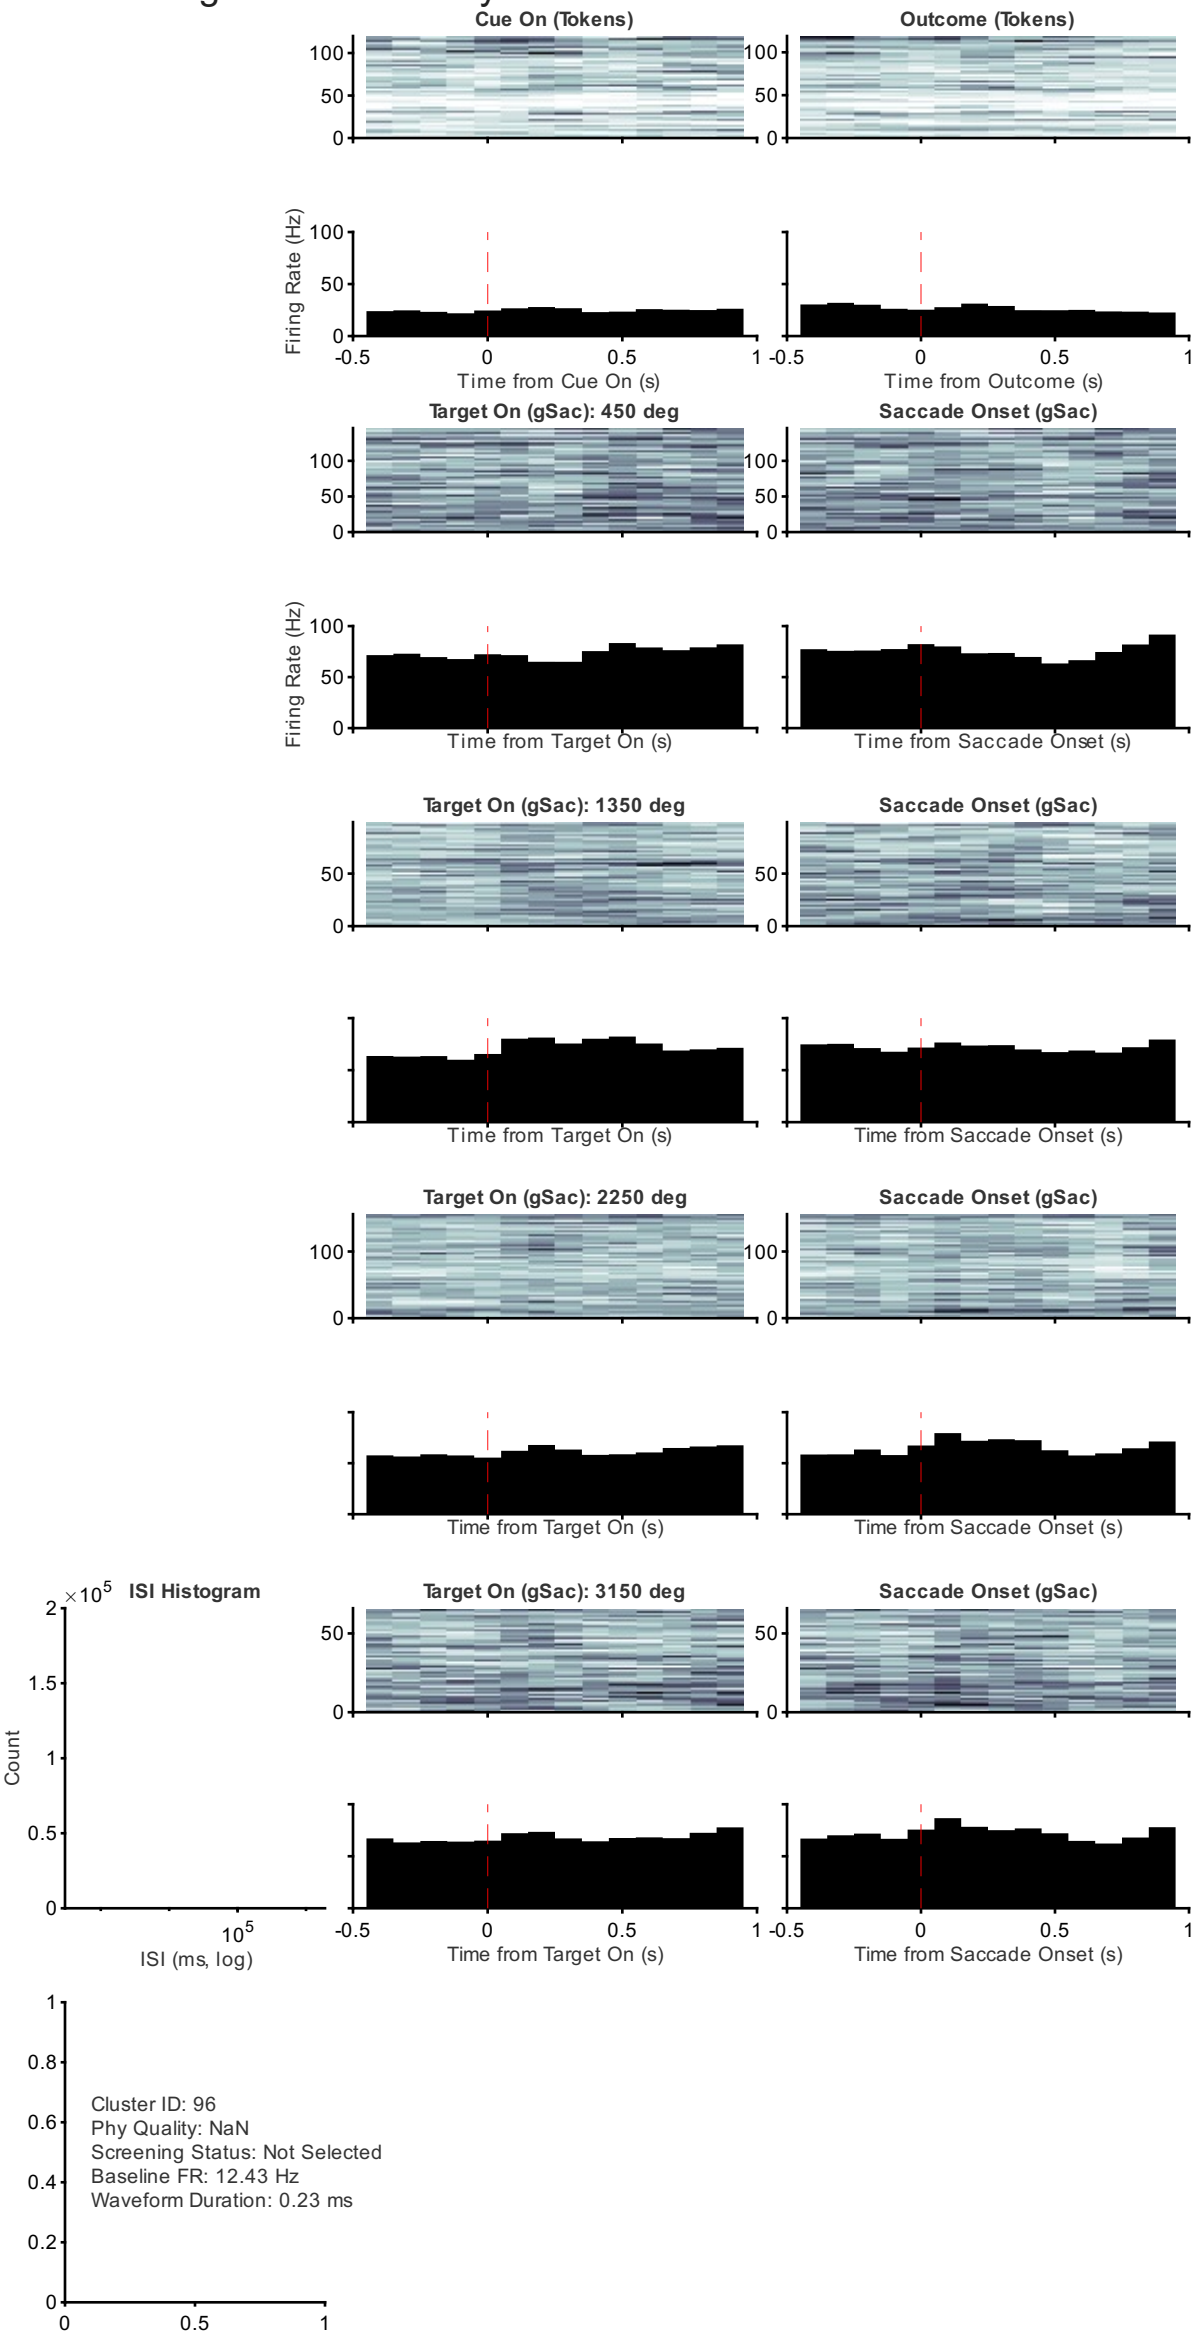 Cue On (Tokens)
Outcome (Tokens)
100
50
0
100
50
0
Firing Rate (Hz)
100
50
0
-0.5
0
0.5
1
-0.5
0
0.5
1
Time from Cue On (s)
Time from Outcome (s)
Target On (gSac): 450 deg
Saccade Onset (gSac)
100
50
0
100
50
0
Firing Rate (Hz)
100
50
0
Time from Target On (s)
Time from Saccade Onset (s)
Target On (gSac): 1350 deg
Saccade Onset (gSac)
50
0
50
0
Time from Target On (s)
Time from Saccade Onset (s)
Target On (gSac): 2250 deg
Saccade Onset (gSac)
100
0
100
0
Time from Target On (s)
Time from Saccade Onset (s)
×10^5
ISI Histogram
2
1.5
1
0.5
0
Count
10^5
ISI (ms, log)
Target On (gSac): 3150 deg
Saccade Onset (gSac)
50
0
50
0
-0.5
0
0.5
1
-0.5
0
0.5
1
Time from Target On (s)
Time from Saccade Onset (s)
1
0.8
0.6
0.4
0.2
0
Cluster ID: 96
Phy Quality: NaN
Screening Status: Not Selected
Baseline FR: 12.43 Hz
Waveform Duration: 0.23 ms
0
0.5
1